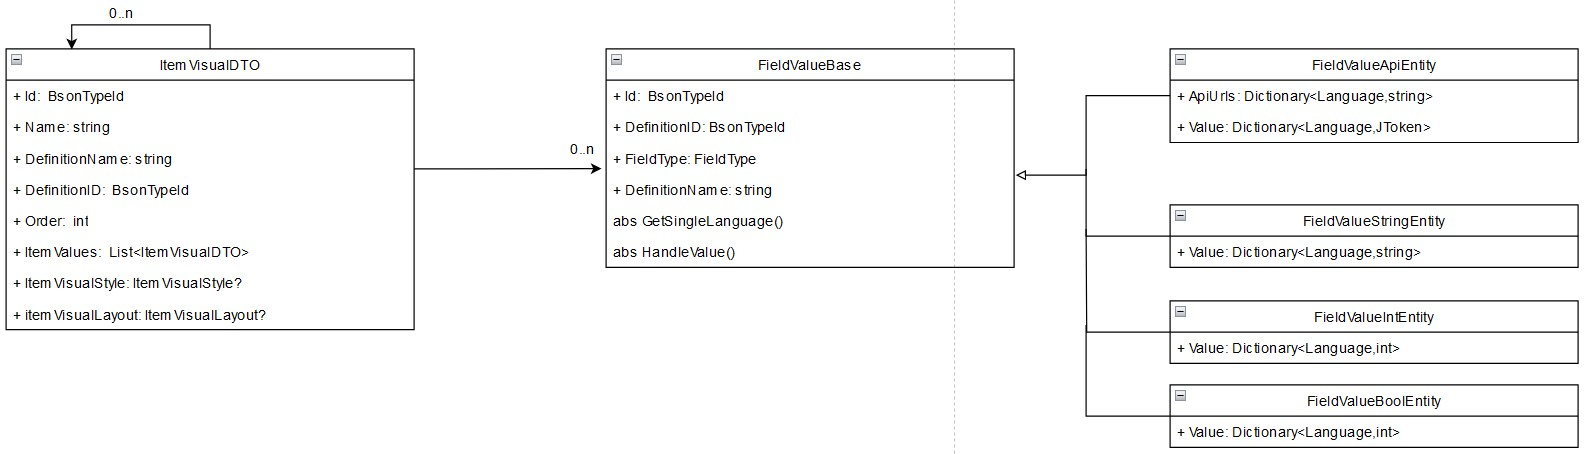 0..n
ItemVisualDTO
+ Id: BsonTypeId
+ Name: string
+ DefinitionName: string
+ DefinitionID: BsonTypeId
+ Order: int
+ ItemValues: List<ItemVisualDTO>
+ ItemVisualStyle: ItemVisualStyle?
+ itemVisualLayout: ItemVisualLayout?
0..n
FieldValueBase
+ Id: BsonTypeId
+ DefinitionID: BsonTypeId
+ FieldType: FieldType
+ DefinitionName: string
abs GetSingleLanguage()
abs HandleValue()
FieldValueApiEntity
+ ApiUrls: Dictionary<Language,string>
+ Value: Dictionary<Language,JToken>
FieldValueStringEntity
+ Value: Dictionary<Language,string>
FieldValueIntEntity
+ Value: Dictionary<Language,int>
FieldValueBoolEntity
+ Value: Dictionary<Language,int>